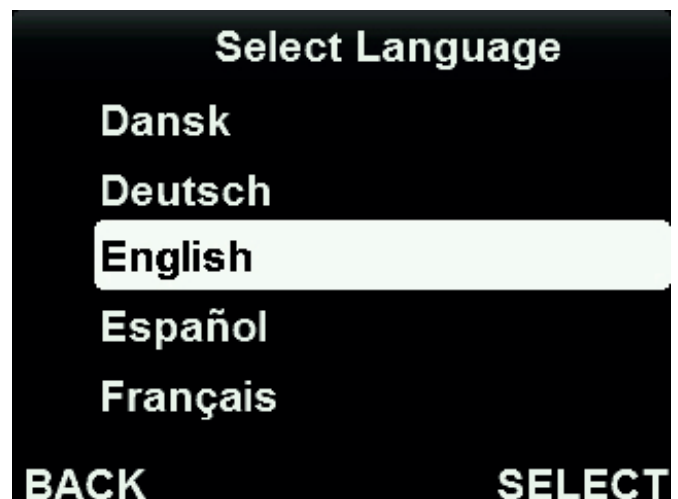 Select Language
Dansk
Deutsch
English
Español
Français
BACK SELECT